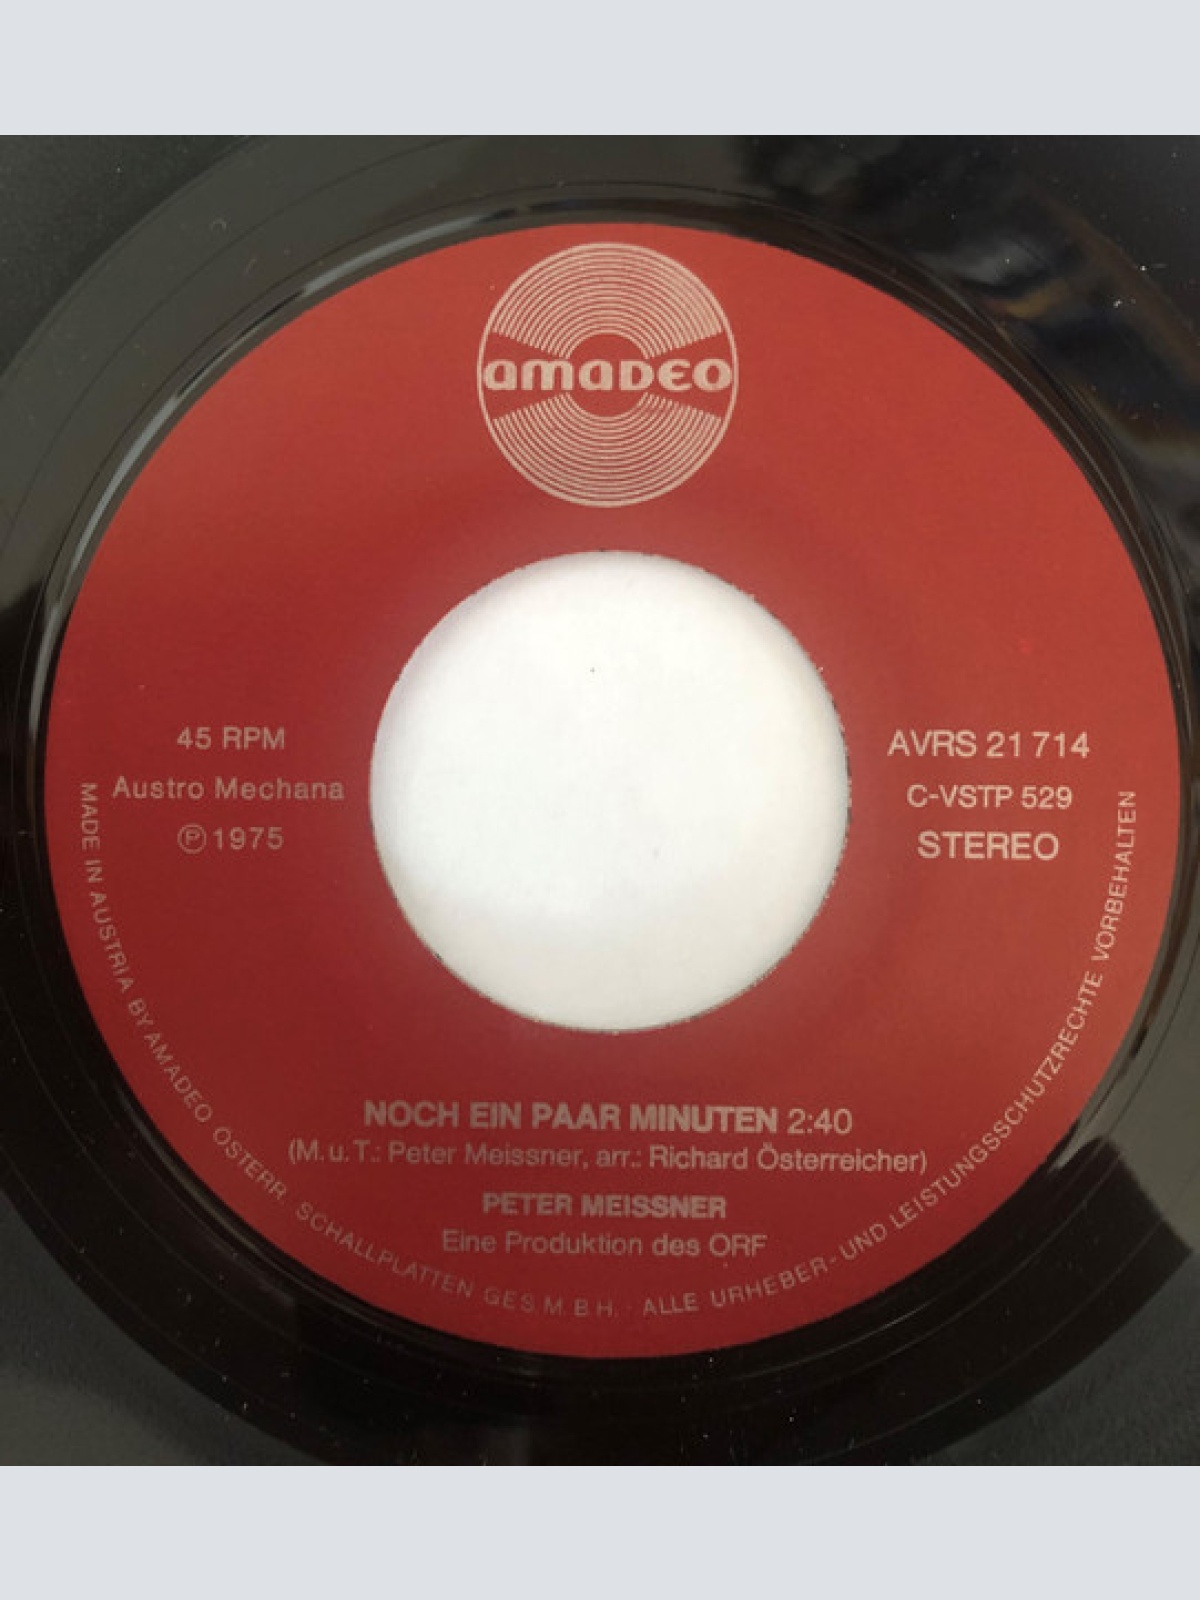 amaDEO
45 RPM
Austro Mechana
Ⓟ 1975
AVRS 21 714
C-VSTP 529
STEREO
NOCH EIN PAAR MINUTEN 2:40
(M. u. T.: Peter Meissner, arr.: Richard Österreicher)
PETER MEISSNER
Eine Produktion des ORF
MADE IN AUSTRIA BY AMADEO ÖSTERR. SCHALLPLATTEN GES. M. B. H. · ALLE URHEBER- UND LEISTUNGSSCHUTZRECHTE VORBEHALTEN